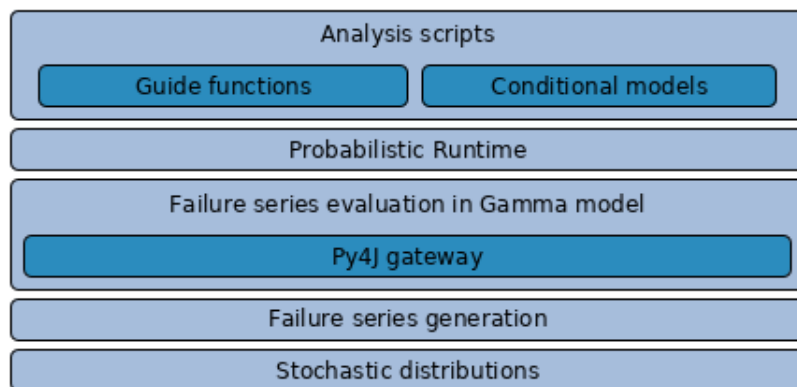 Analysis scripts
Guide functions
Conditional models
Probabilistic Runtime
Failure series evaluation in Gamma model
Py4J gateway
Failure series generation
Stochastic distributions